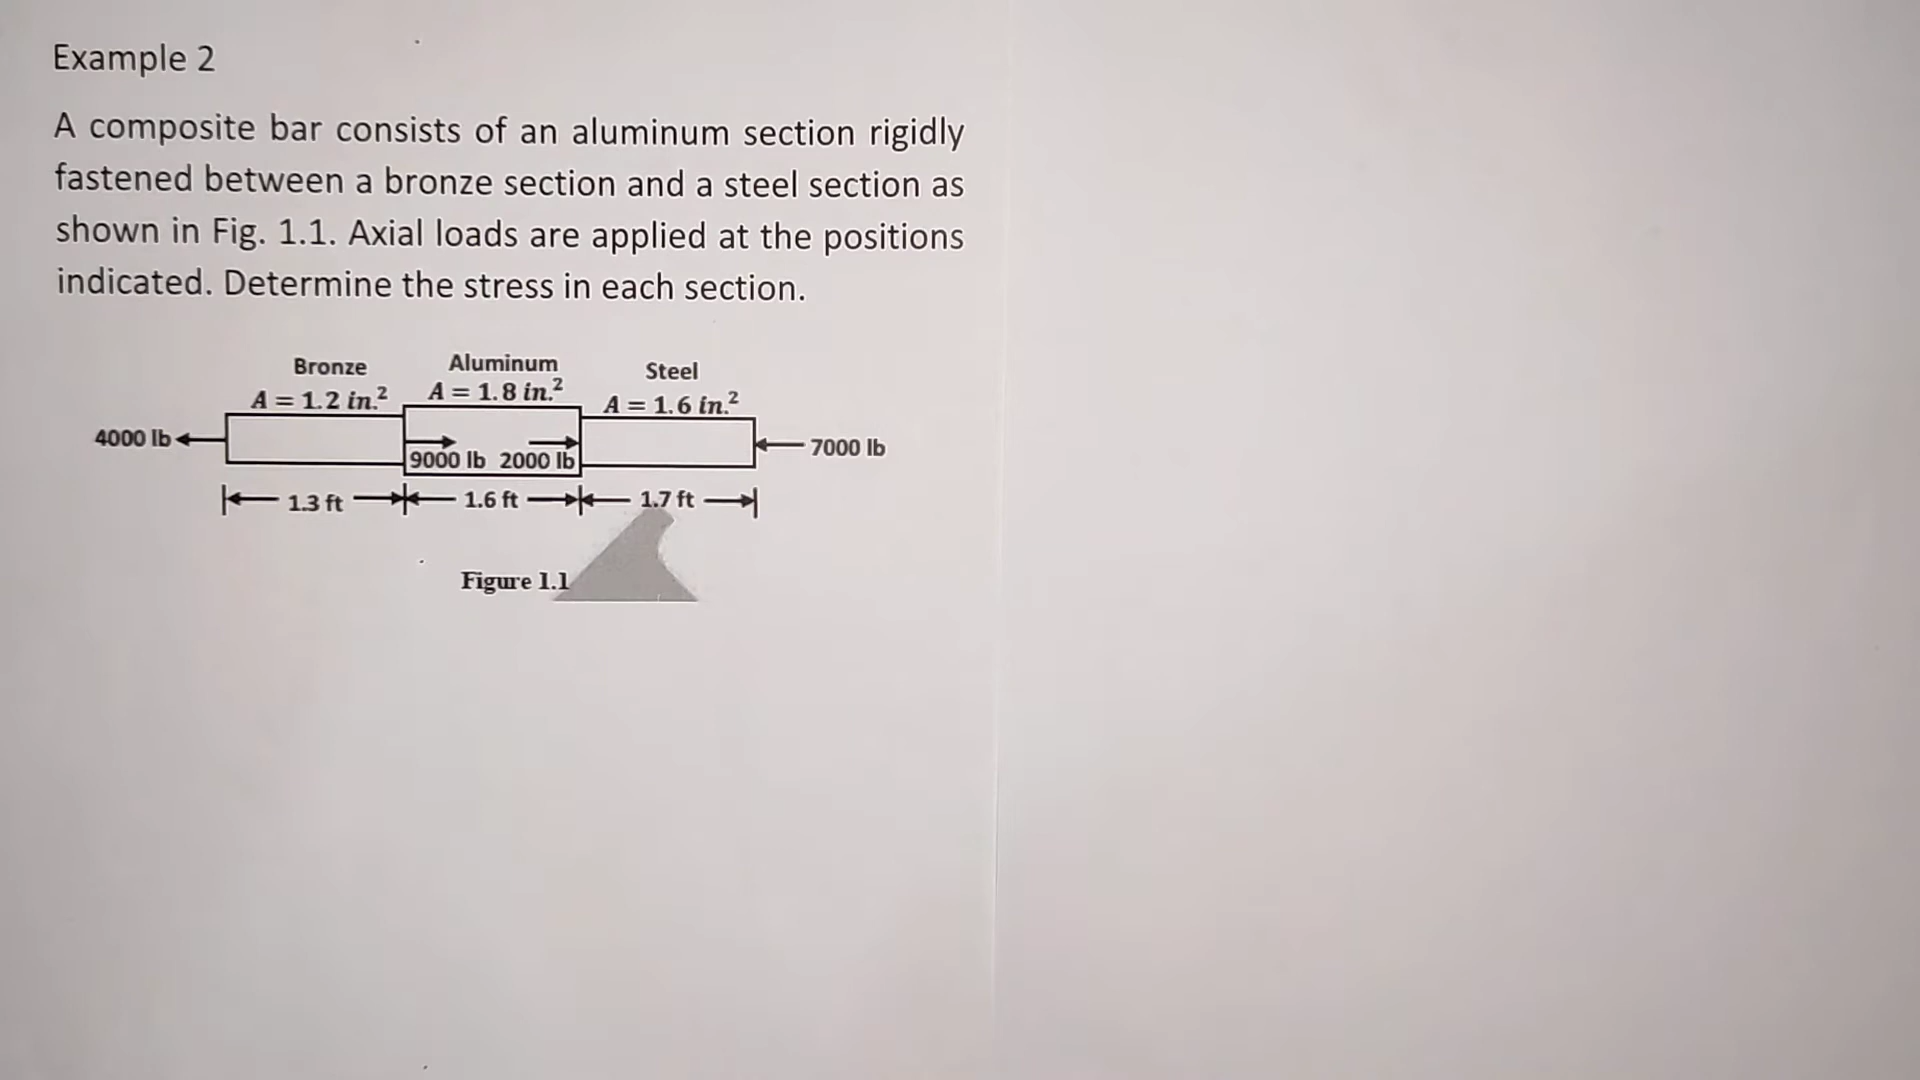 Example 2
A composite bar consists of an aluminum section rigidly
fastened between a bronze section and a steel section as
shown in Fig. 1.1. Axial loads are applied at the positions
indicated. Determine the stress in each section.
Bronze
Aluminum
Steel
A = 1.2 in.²
A = 1.8 in.²
A = 1.6 in.²
4000 lb
9000 lb
2000 lb
7000 lb
1.3 ft
1.6 ft
1.7 ft
Figure 1.1